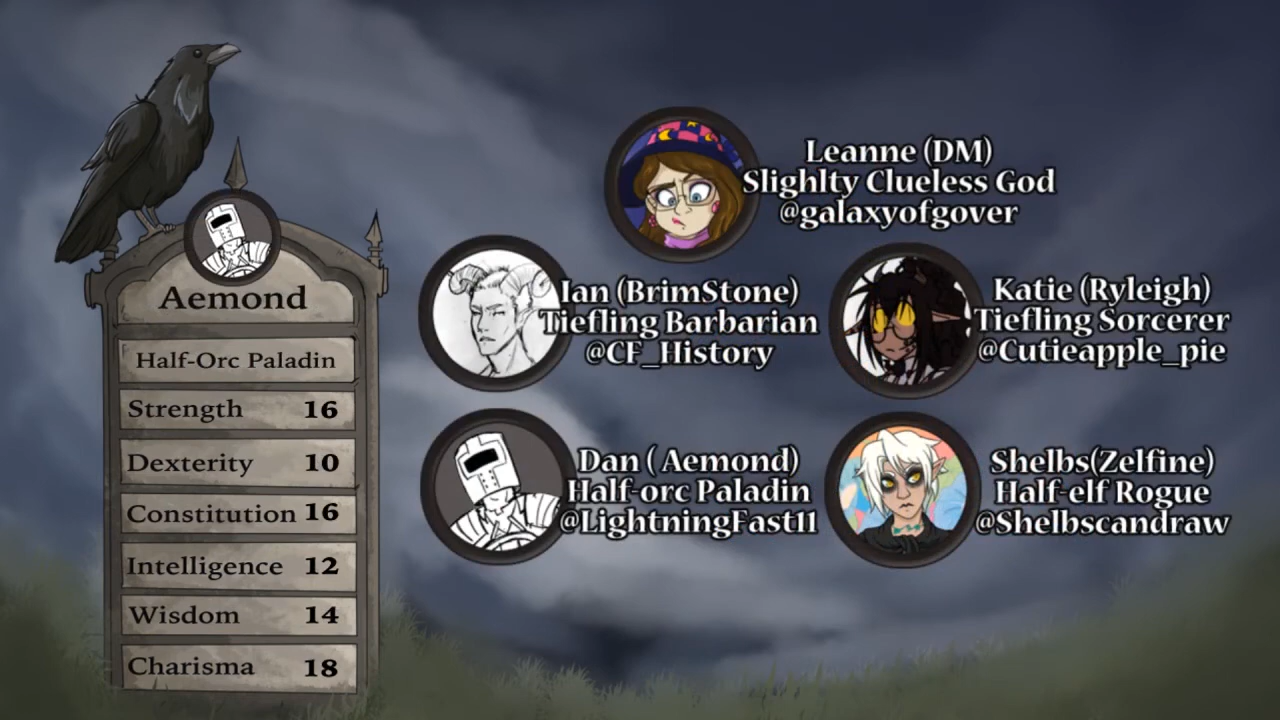 Aemond
Half-Orc Paladin
Strength 16
Dexterity 10
Constitution 16
Intelligence 12
Wisdom 14
Charisma 18
Leanne (DM)
Slighlty Clueless God
@galaxyofgover
Ian (BrimStone)
Tiefling Barbarian
@CF_History
Katie (Ryleigh)
Tiefling Sorcerer
@Cutieapple_pie
Dan ( Aemond)
Half-orc Paladin
@LightningFast11
Shelbs(Zelfine)
Half-elf Rogue
@Shelbscandraw